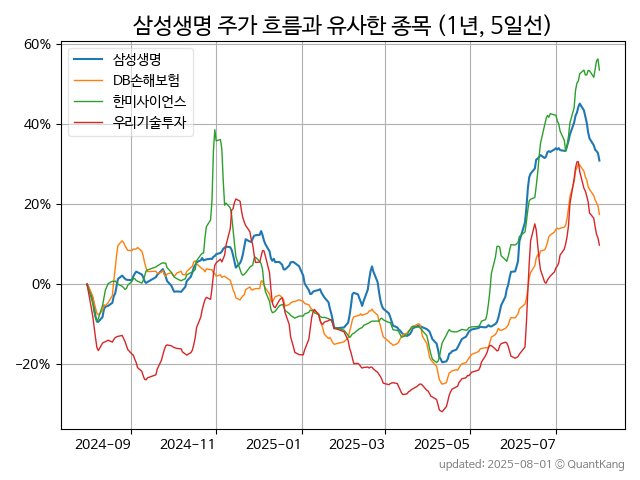 삼성생명 주가 흐름과 유사한 종목 (1년, 5일선)
60%
40%
20%
0%
−20%
삼성생명
DB손해보험
한미사이언스
우리기술투자
2024-09 2024-11 2025-01 2025-03 2025-05 2025-07
updated: 2025-08-01 © QuantKang